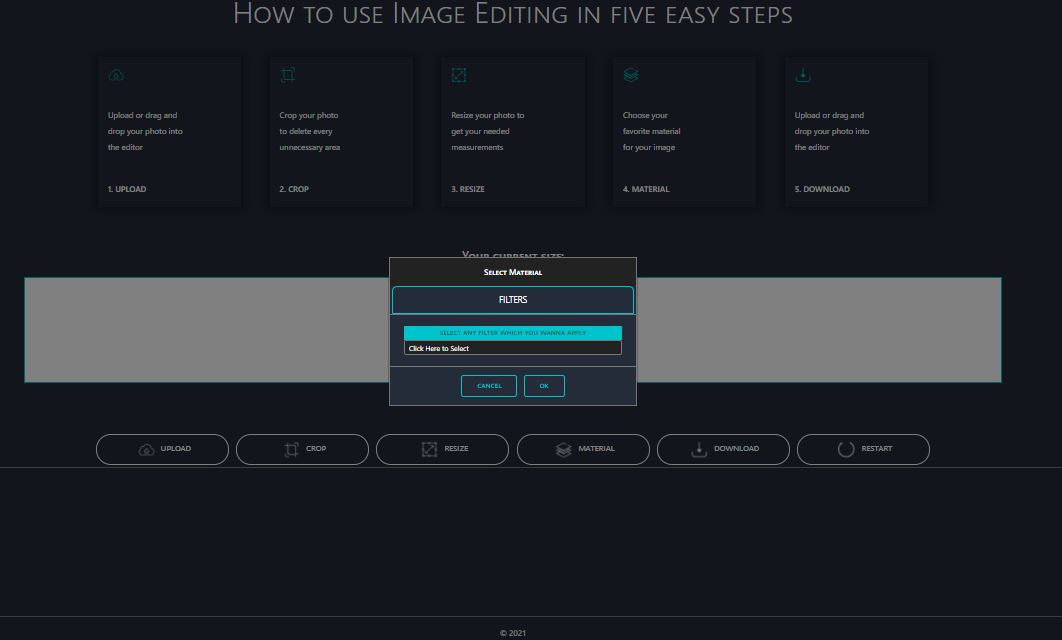 How to use Image Editing in five easy steps
Upload or drag and
drop your photo into
the editor
1. UPLOAD
Crop your photo
to delete every
unnecessary area
2. CROP
Resize your photo to
get your needed
measurements
3. RESIZE
Choose your
favorite material
for your image
4. MATERIAL
Upload or drag and
drop your photo into
the editor
5. DOWNLOAD
Your current size:
Select Material
FILTERS
SELECT ANY FILTER WHICH YOU WANNA APPLY
Click Here to Select
CANCEL OK
UPLOAD CROP RESIZE MATERIAL DOWNLOAD RESTART
© 2021